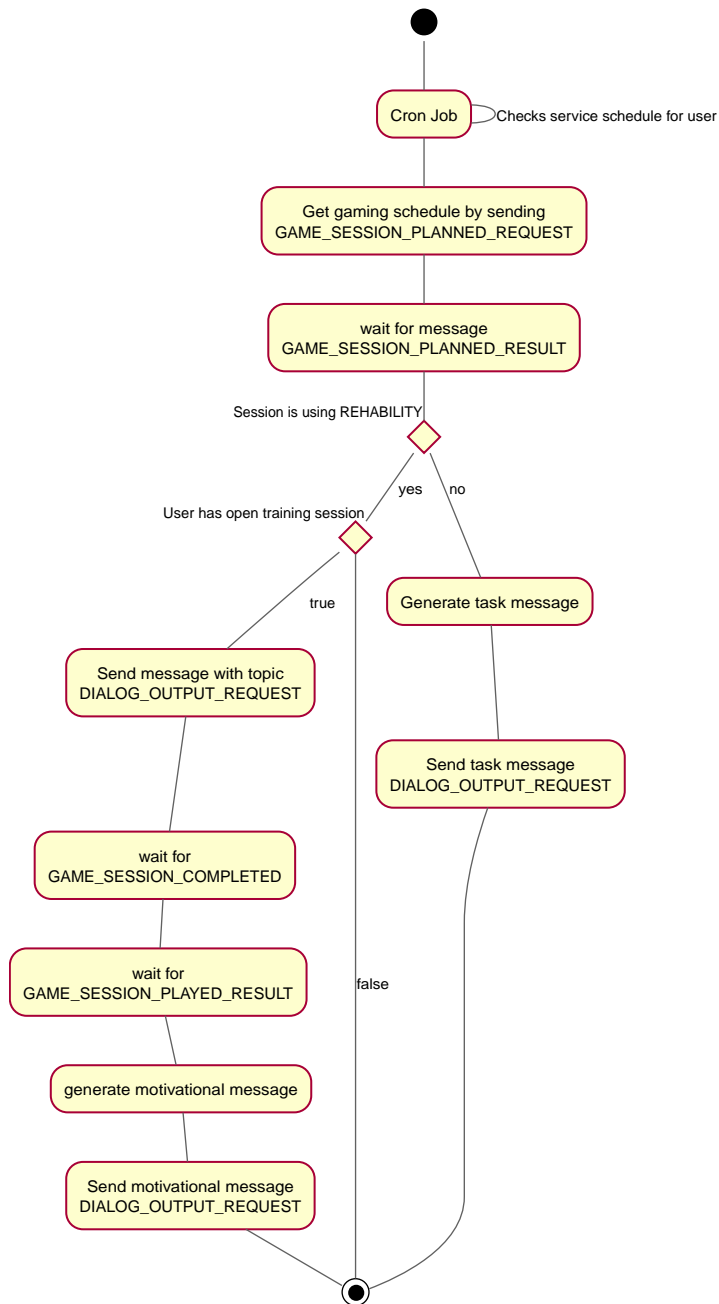 Cron Job
Checks service schedule for user
Get gaming schedule by sending
GAME_SESSION_PLANNED_REQUEST
wait for message
GAME_SESSION_PLANNED_RESULT
Session is using REHABILITY
yes
no
User has open training session
true
Generate task message
Send message with topic
DIALOG_OUTPUT_REQUEST
Send task message
DIALOG_OUTPUT_REQUEST
wait for
GAME_SESSION_COMPLETED
wait for
GAME_SESSION_PLAYED_RESULT
false
generate motivational message
Send motivational message
DIALOG_OUTPUT_REQUEST